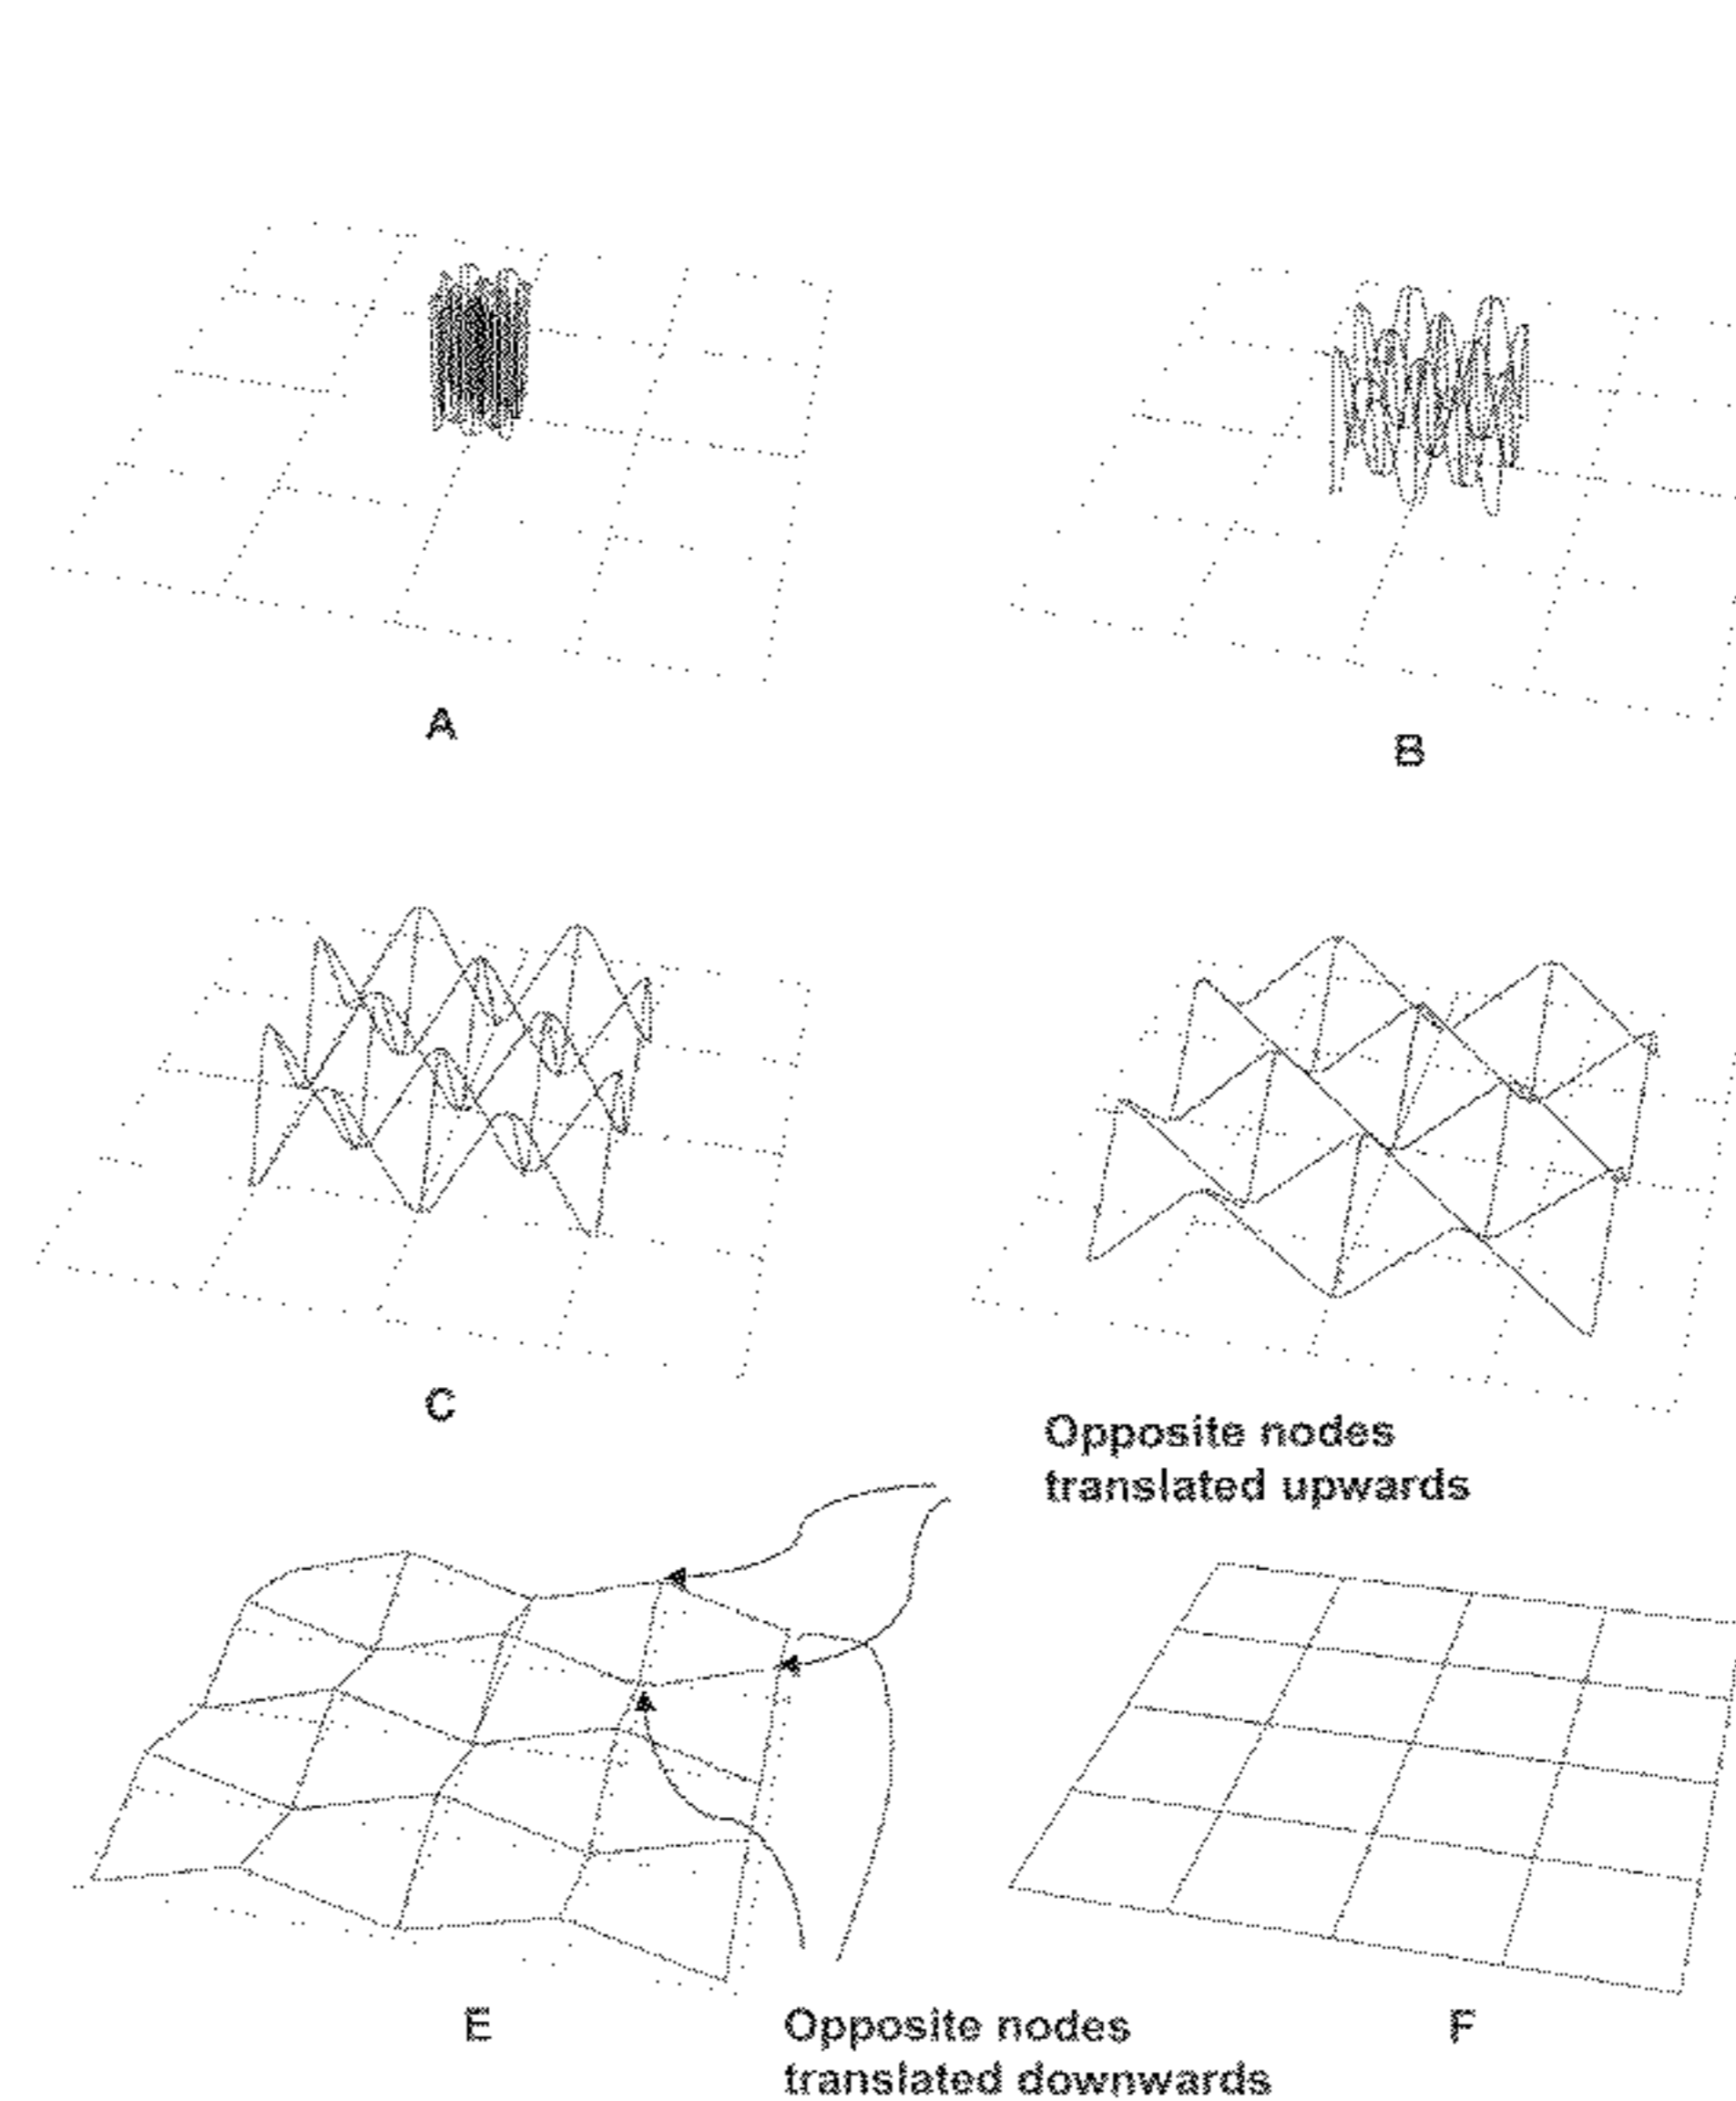 A
B
C
Opposite nodes
translated upwards
E
F
Opposite nodes
translated downwards